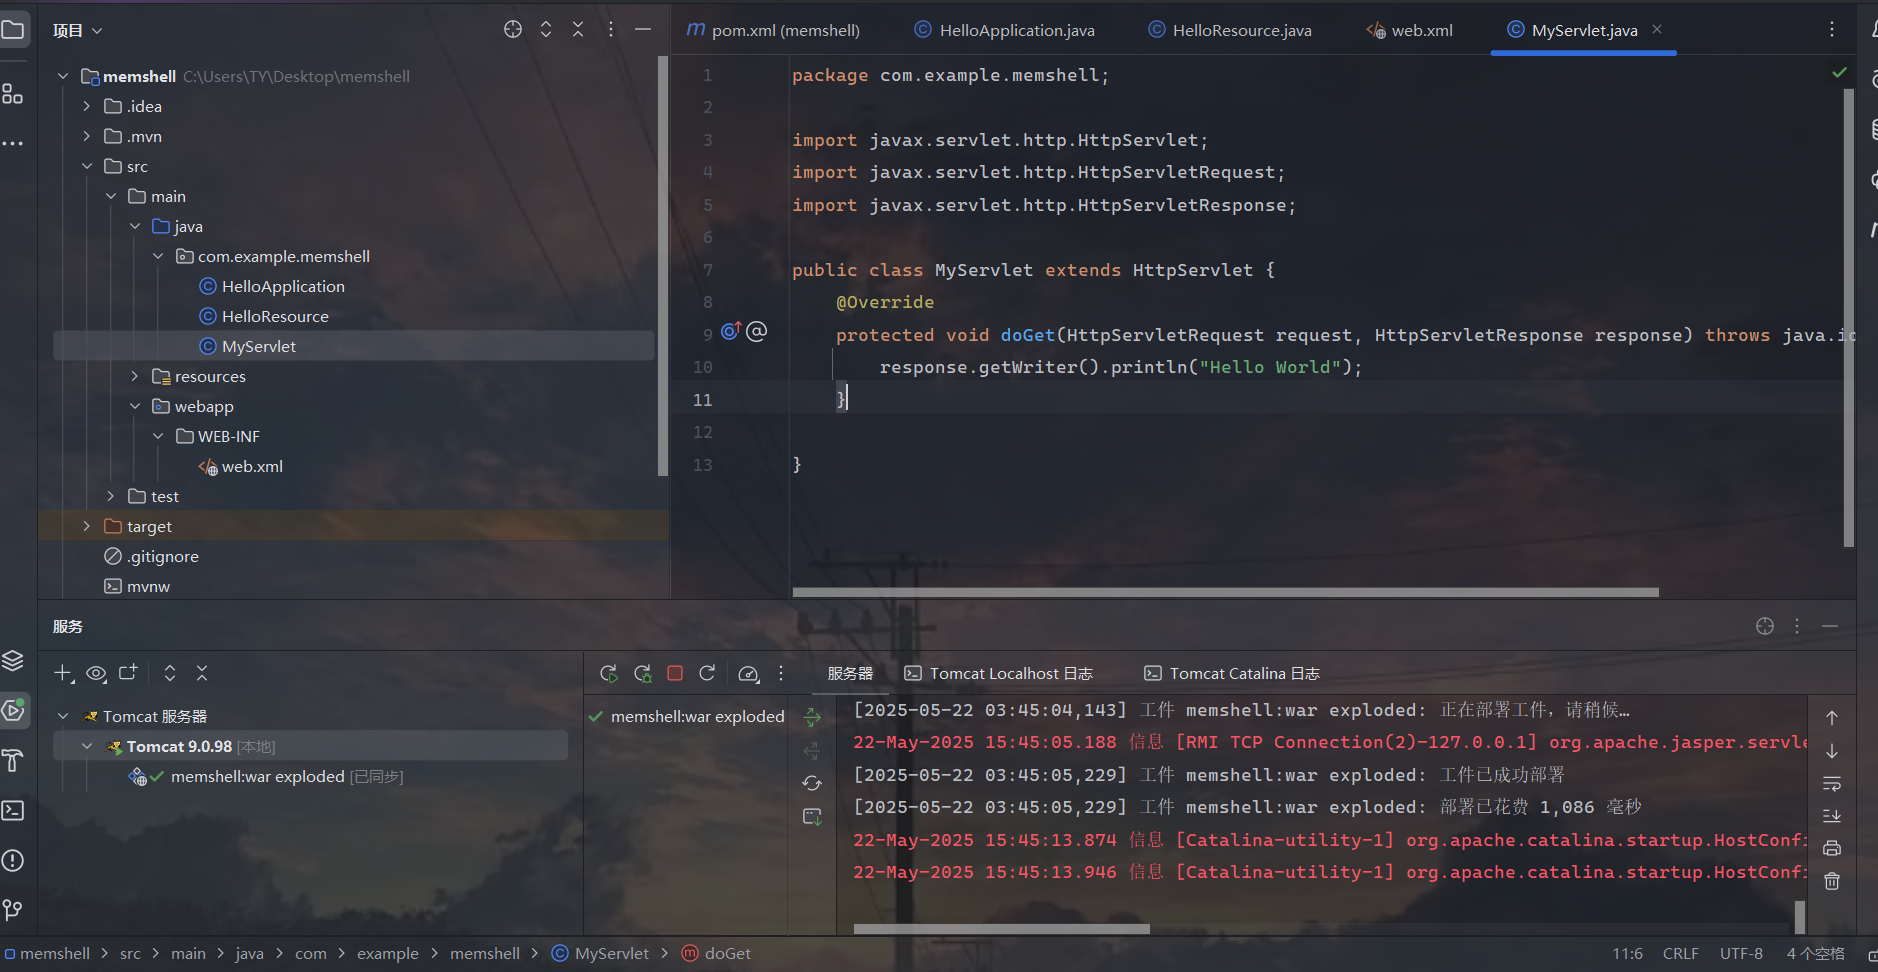 项目
pom.xml (memshell)
HelloApplication.java
HelloResource.java
web.xml
MyServlet.java
memshell C:\Users\TY\Desktop\memshell
.idea
.mvn
src
main
java
com.example.memshell
HelloApplication
HelloResource
MyServlet
resources
webapp
WEB-INF
web.xml
test
target
.gitignore
mvnw
1 package com.example.memshell;
2
3 import javax.servlet.http.HttpServlet;
4 import javax.servlet.http.HttpServletRequest;
5 import javax.servlet.http.HttpServletResponse;
6
7 public class MyServlet extends HttpServlet {
8 @Override
9 protected void doGet(HttpServletRequest request, HttpServletResponse response) throws java.io
10 response.getWriter().println("Hello World");
11 }
12
13 }
服务
服务器
Tomcat Localhost 日志
Tomcat Catalina 日志
Tomcat 服务器
Tomcat 9.0.98 [本地]
memshell:war exploded [已同步]
memshell:war exploded
[2025-05-22 03:45:04,143] 工件 memshell:war exploded: 正在部署工件，请稍候…
22-May-2025 15:45:05.188 信息 [RMI TCP Connection(2)-127.0.0.1] org.apache.jasper.servle
[2025-05-22 03:45:05,229] 工件 memshell:war exploded: 工件已成功部署
[2025-05-22 03:45:05,229] 工件 memshell:war exploded: 部署已花费 1,086 毫秒
22-May-2025 15:45:13.874 信息 [Catalina-utility-1] org.apache.catalina.startup.HostConfi
22-May-2025 15:45:13.946 信息 [Catalina-utility-1] org.apache.catalina.startup.HostConfi
memshell > src > main > java > com > example > memshell > MyServlet > doGet
11:6 CRLF UTF-8 4 个空格